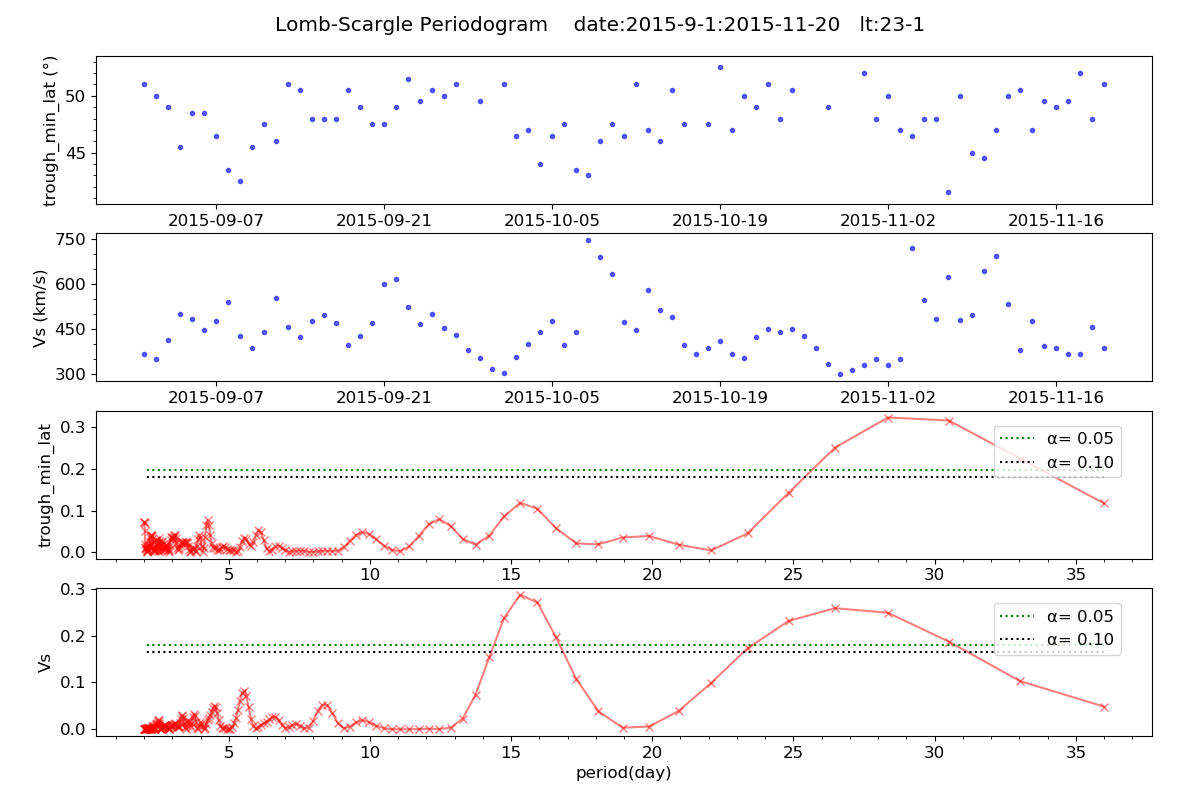 Lomb-Scargle Periodogram    date:2015-9-1:2015-11-20   lt:23-1
trough_min_lat (°)
50
45
2015-09-07 2015-09-21 2015-10-05 2015-10-19 2015-11-02 2015-11-16
Vs (km/s)
750
600
450
300
2015-09-07 2015-09-21 2015-10-05 2015-10-19 2015-11-02 2015-11-16
trough_min_lat
0.3
0.2
0.1
0.0
α= 0.05
α= 0.10
5 10 15 20 25 30 35
Vs
0.3
0.2
0.1
0.0
α= 0.05
α= 0.10
5 10 15 20 25 30 35
period(day)